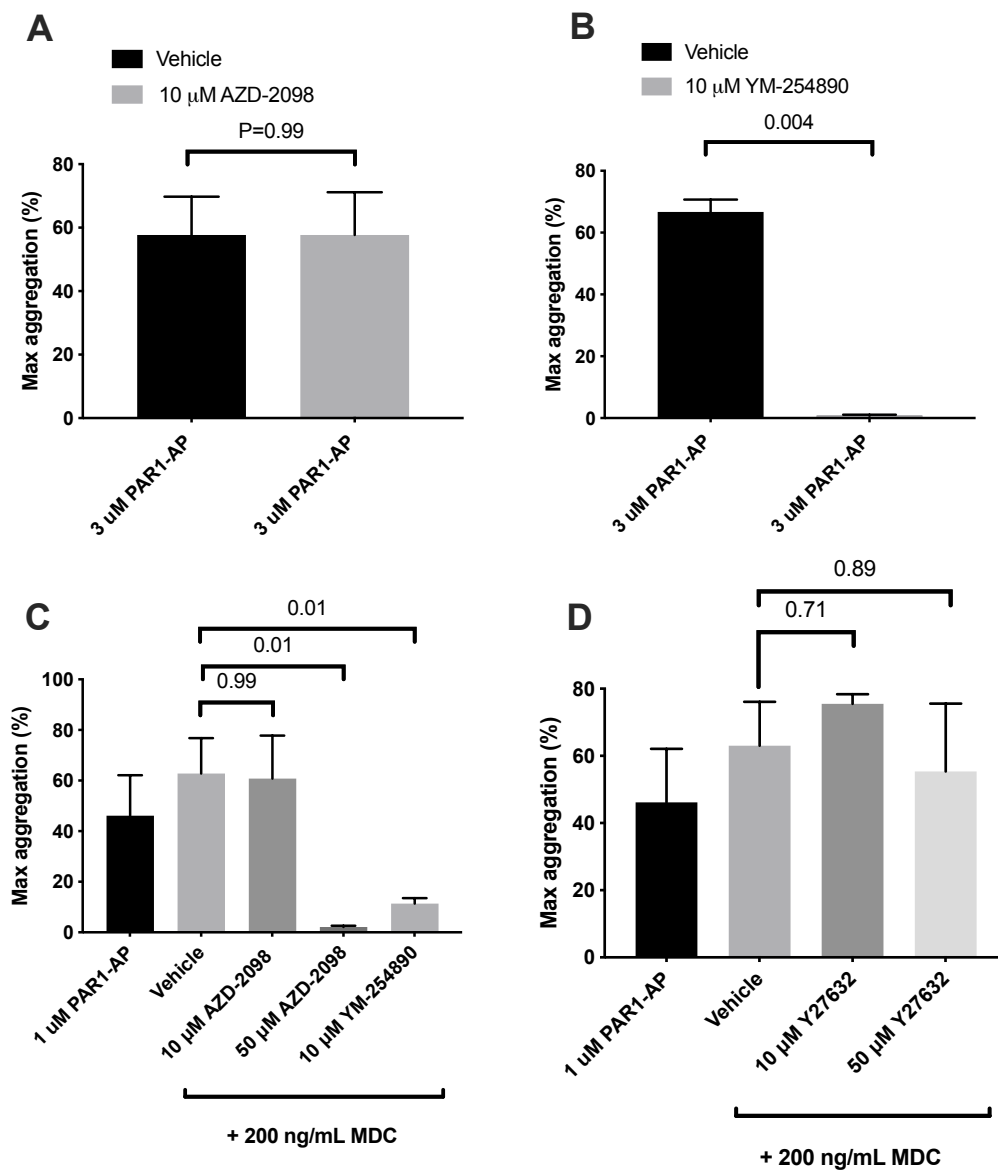 A
Vehicle
10 μM AZD-2098
P=0.99
Max aggregation (%)
80
60
40
20
0
3 uM PAR1-AP
3 uM PAR1-AP
B
Vehicle
10 μM YM-254890
0.004
Max aggregation (%)
80
60
40
20
0
3 uM PAR1-AP
3 uM PAR1-AP
C
0.01
0.01
0.99
Max aggregation (%)
100
80
60
40
20
0
1 uM PAR1-AP
Vehicle
10 μM AZD-2098
50 μM AZD-2098
10 μM YM-254890
+ 200 ng/mL MDC
D
0.89
0.71
Max aggregation (%)
80
60
40
20
0
1 uM PAR1-AP
Vehicle
10 μM Y27632
50 μM Y27632
+ 200 ng/mL MDC